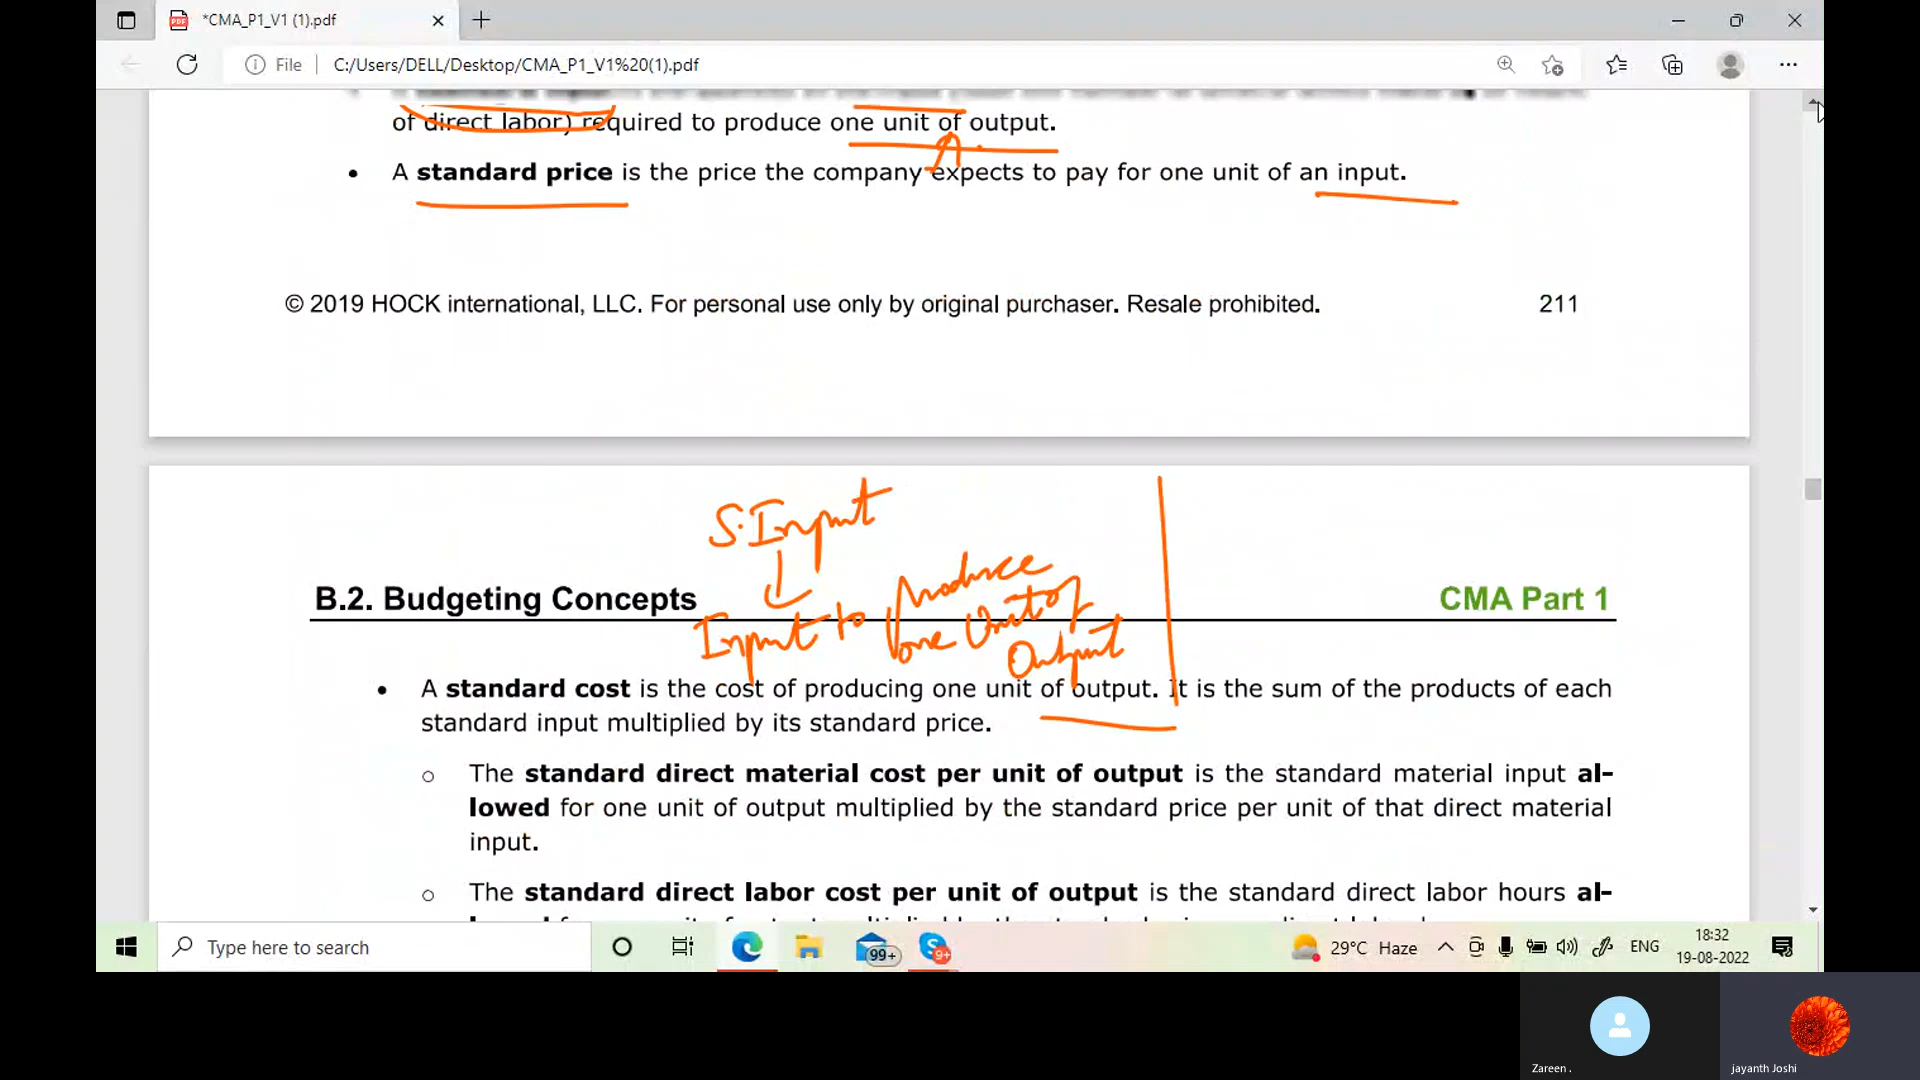 *CMA_P1_V1 (1).pdf
File
C:/Users/DELL/Desktop/CMA_P1_V1%20(1).pdf
of direct labor) required to produce one unit of output.
• A standard price is the price the company expects to pay for one unit of an input.
© 2019 HOCK international, LLC. For personal use only by original purchaser. Resale prohibited. 211
S.Input
Input to produce
one Unit of
Output
B.2. Budgeting Concepts CMA Part 1
• A standard cost is the cost of producing one unit of output. It is the sum of the products of each
standard input multiplied by its standard price.
○ The standard direct material cost per unit of output is the standard material input al-
lowed for one unit of output multiplied by the standard price per unit of that direct material
input.
○ The standard direct labor cost per unit of output is the standard direct labor hours al-
Type here to search
99+
9+
29°C Haze
ENG
18:32
19-08-2022
Zareen .
jayanth Joshi